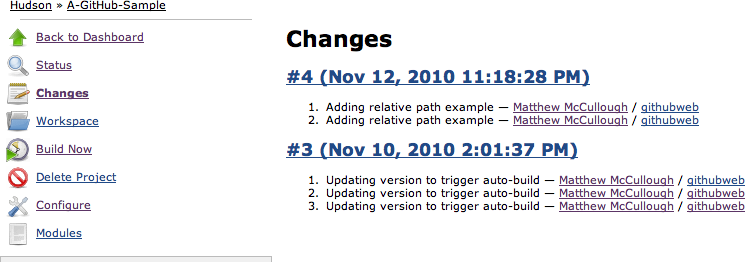 Hudson » A-GitHub-Sample
Back to Dashboard
Status
Changes
Workspace
Build Now
Delete Project
Configure
Modules
Changes
#4 (Nov 12, 2010 11:18:28 PM)
1. Adding relative path example — Matthew McCullough / githubweb
2. Adding relative path example — Matthew McCullough / githubweb
#3 (Nov 10, 2010 2:01:37 PM)
1. Updating version to trigger auto-build — Matthew McCullough / githubweb
2. Updating version to trigger auto-build — Matthew McCullough / githubweb
3. Updating version to trigger auto-build — Matthew McCullough / githubweb